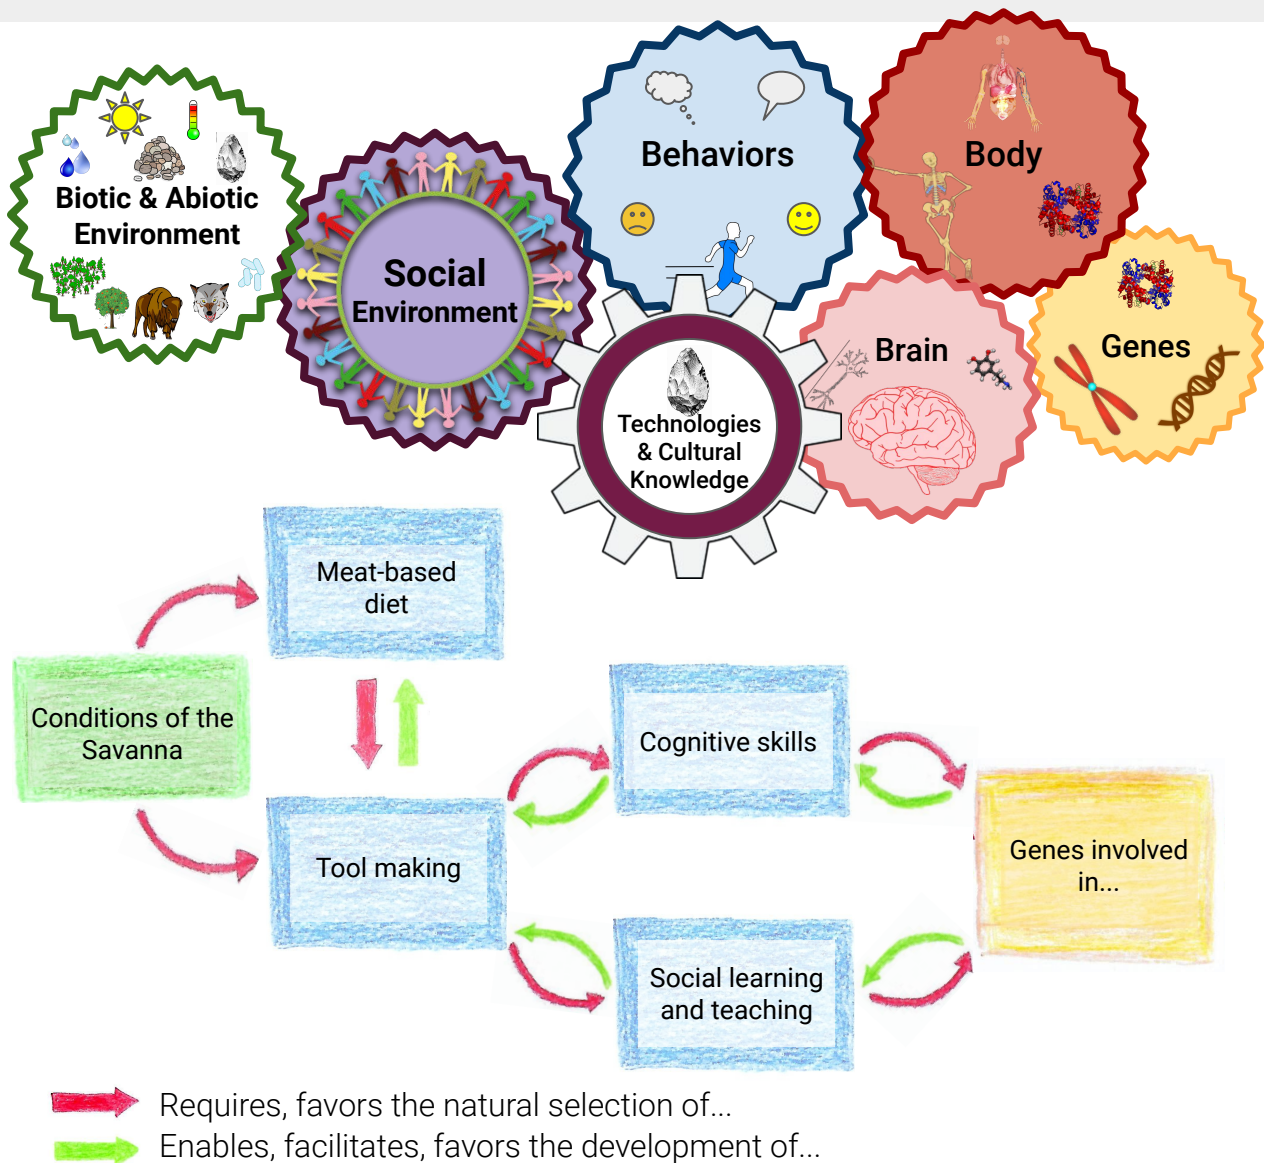 Biotic & Abiotic
Environment
Social
Environment
Behaviors
Body
Brain
Genes
Technologies
& Cultural
Knowledge
Meat-based
diet
Conditions of the
Savanna
Cognitive skills
Tool making
Genes involved
in...
Social learning
and teaching
Requires, favors the natural selection of...
Enables, facilitates, favors the development of...